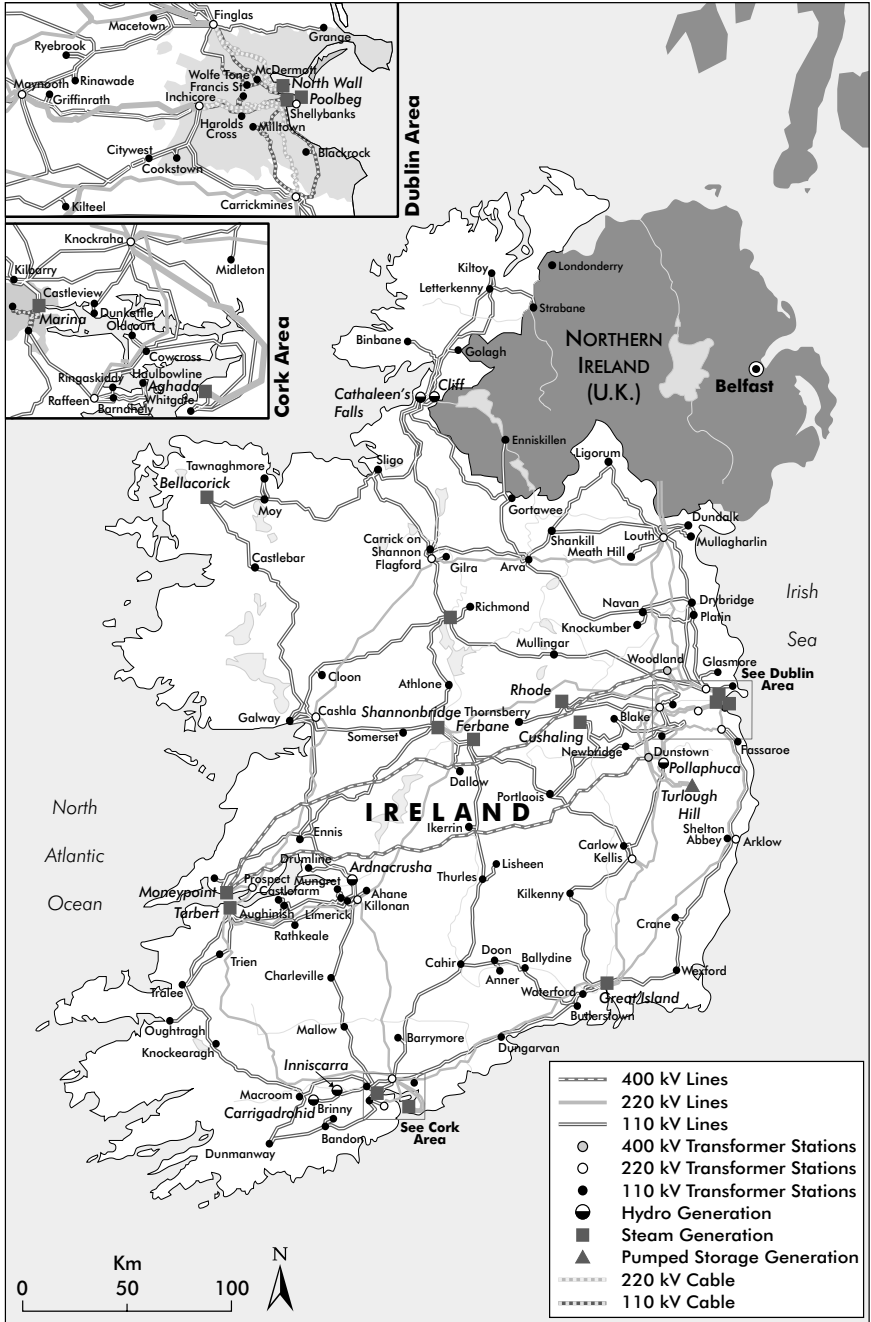 Finglas
Macetown
Grange
Ryebrook
McDermott
Wolfe Tone
North Wall
Maynooth
Rinawade
Francis St
Poolbeg
Griffinrath
Inchicore
Shellybanks
Harolds
Cross
Milltown
Citywest
Blackrock
Cookstown
Kilteel
Carrickmines
Dublin Area
Knockraha
Kilbarry
Midleton
Castleview
Marina
Dunkettle
Oldcourt
Cowcross
Ringaskiddy
Haulbowline
Aghada
Raffeen
Whitgate
Barnahely
Cork Area
Kiltoy
Londonderry
Letterkenny
Strabane
Binbane
Golagh
NORTHERN
IRELAND
(U.K.)
Belfast
Cathaleen's
Falls
Cliff
Enniskillen
Ligorum
Sligo
Tawnaghmore
Bellacorick
Moy
Gortawee
Dundalk
Shankill
Louth
Mullagharlin
Meath Hill
Carrick on
Shannon
Flagford
Gilra
Arva
Castlebar
Irish
Sea
Richmond
Navan
Drybridge
Platin
Knockumber
Mullingar
Woodland
Glasmore
See Dublin
Area
Cloon
Athlone
Rhode
Galway
Cashla
Shannonbridge
Thornsberry
Blake
Somerset
Ferbane
Cushaling
Newbridge
Dunstown
Fassaroe
Pollaphuca
Dallow
Portlaois
Turlough
Hill
North
Atlantic
Ocean
IRELAND
Ennis
Ikerrin
Shelton
Abbey
Arklow
Carlow
Kellis
Drumline
Ardnacrusha
Lisheen
Prospect
Mungret
Moneypoint
Castlefarm
Ahane
Thurles
Killonan
Tarbert
Aughinish
Limerick
Kilkenny
Rathkeale
Crane
Trien
Charleville
Cahir
Doon
Ballydine
Anner
Wexford
Tralee
Waterford
Great Island
Butlerstown
Oughtragh
Mallow
Barrymore
Knockearagh
Dungarvan
Inniscarra
Macroom
Carrigadrohid
Brinny
Bandon
See Cork
Area
Dunmanway
400 kV Lines
220 kV Lines
110 kV Lines
400 kV Transformer Stations
220 kV Transformer Stations
110 kV Transformer Stations
Hydro Generation
Steam Generation
Pumped Storage Generation
220 kV Cable
110 kV Cable
Km
0 50 100
N